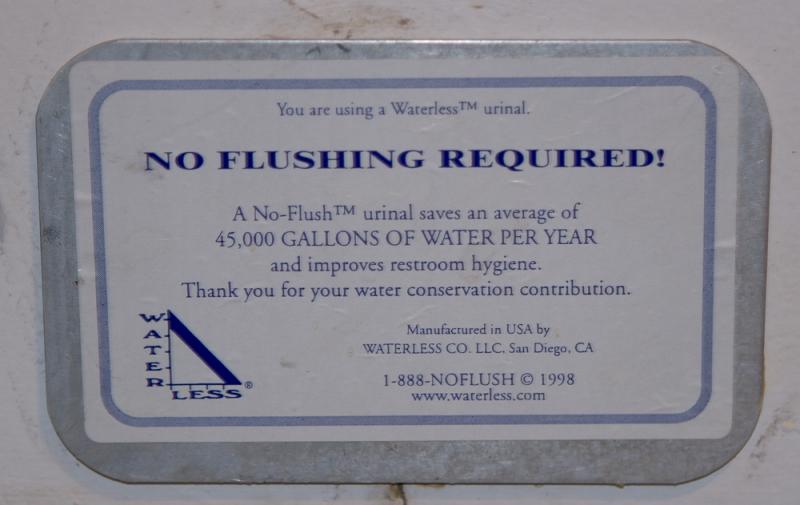 You are using a Waterless™ urinal.
NO FLUSHING REQUIRED!
A No-Flush™ urinal saves an average of
45,000 GALLONS OF WATER PER YEAR
and improves restroom hygiene.
Thank you for your water conservation contribution.
WATER
LESS®
Manufactured in USA by
WATERLESS CO. LLC. San Diego, CA
1-888-NOFLUSH © 1998
www.waterless.com